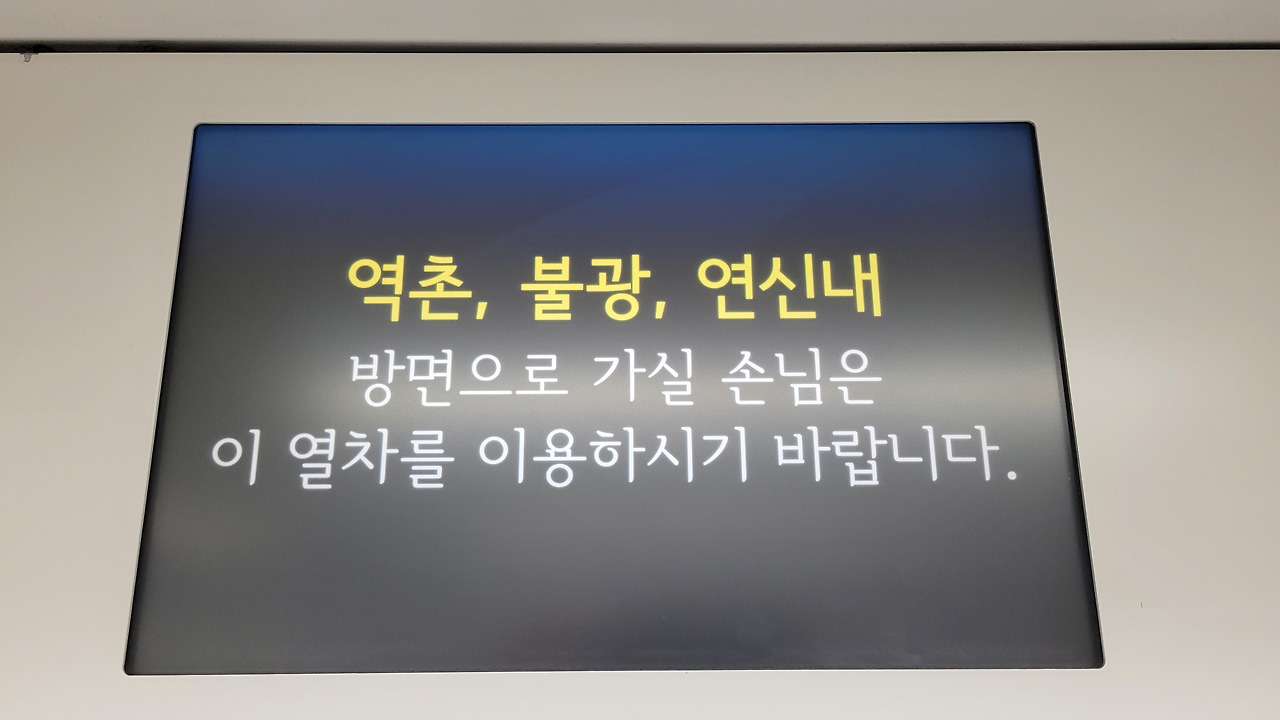 역촌, 불광, 연신내
방면으로 가실 손님은
이 열차를 이용하시기 바랍니다.